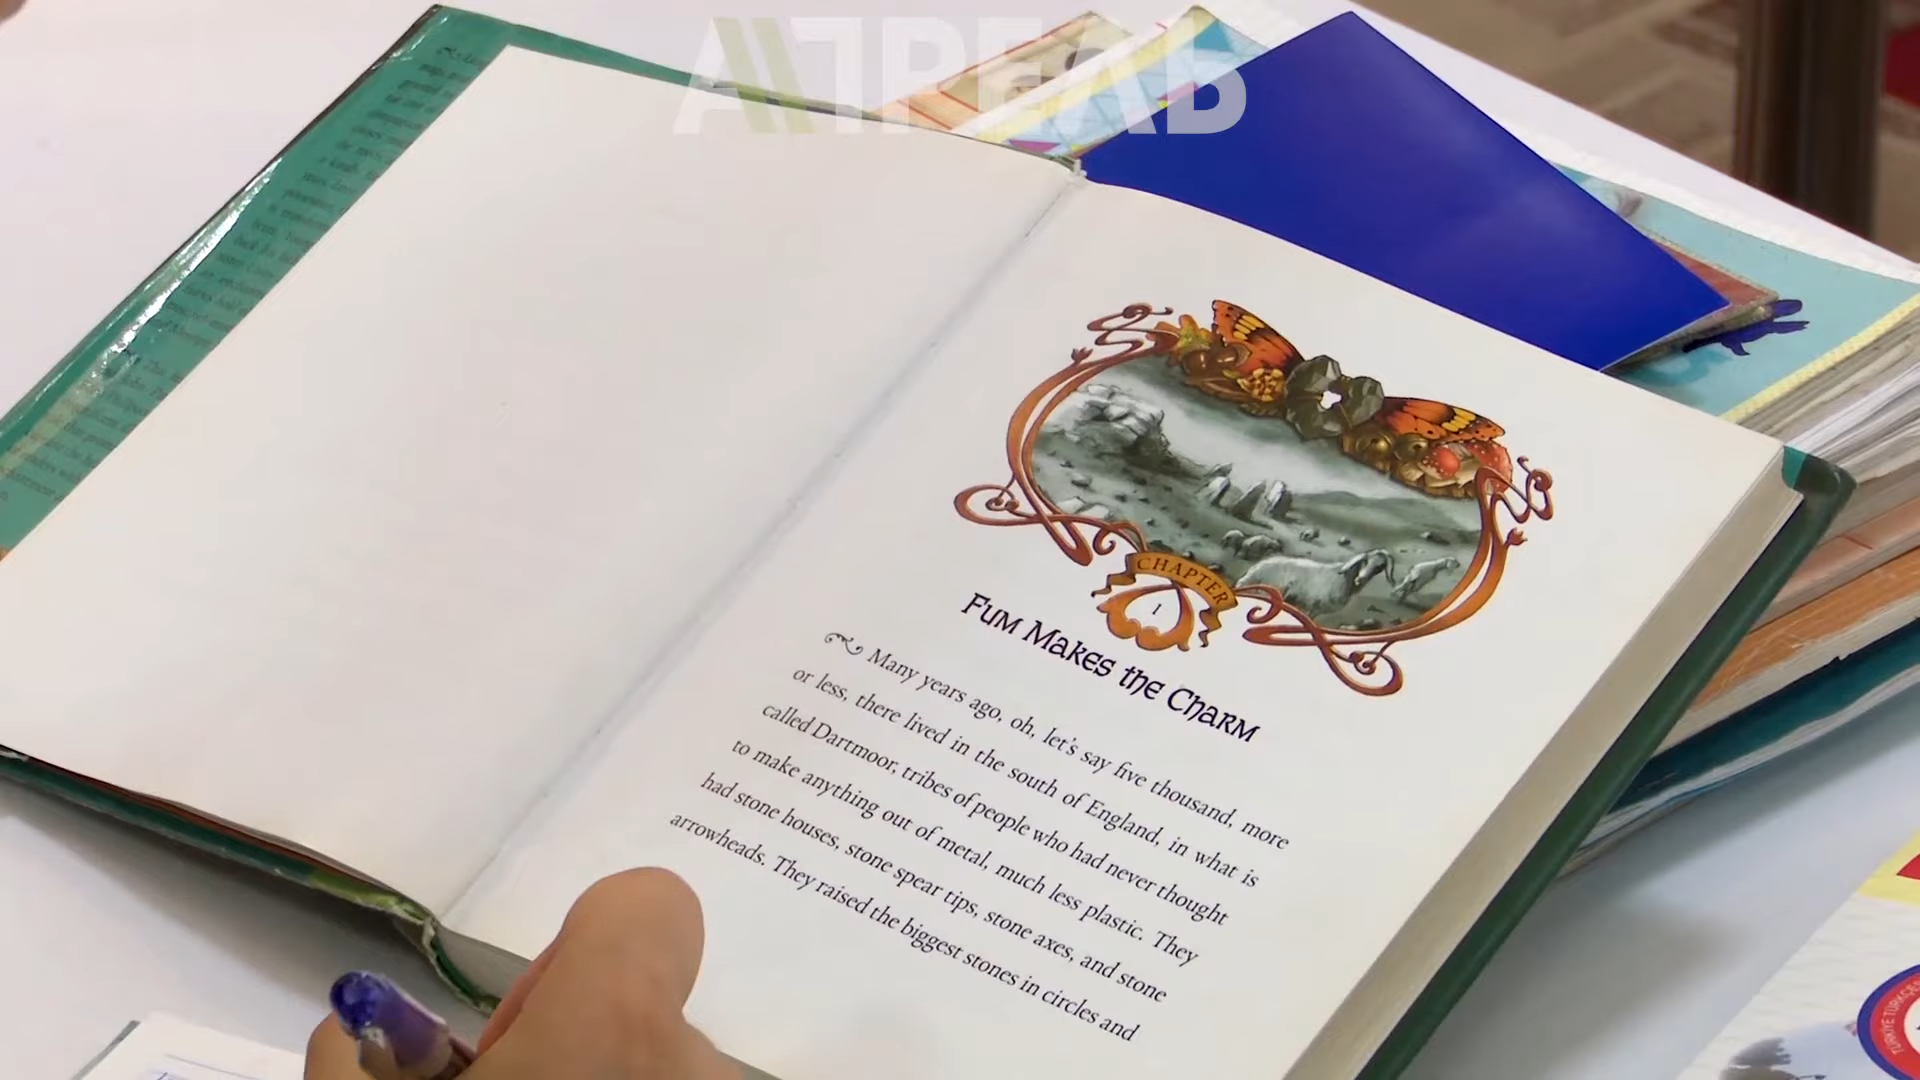 АПРЕЛЬ
CHAPTER
1
Fum Makes the Charm
Many years ago, oh, let's say five thousand, more
or less, there lived in the south of England, in what is
called Dartmoor, tribes of people who had never thought
to make anything out of metal, much less plastic. They
had stone houses, stone spear tips, stone axes, and stone
arrowheads. They raised the biggest stones in circles and